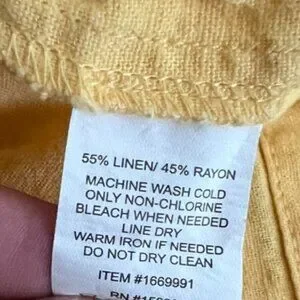 55% LINEN/ 45% RAYON
MACHINE WASH COLD
ONLY NON-CHLORINE
BLEACH WHEN NEEDED
LINE DRY
WARM IRON IF NEEDED
DO NOT DRY CLEAN
ITEM #1669991
RN